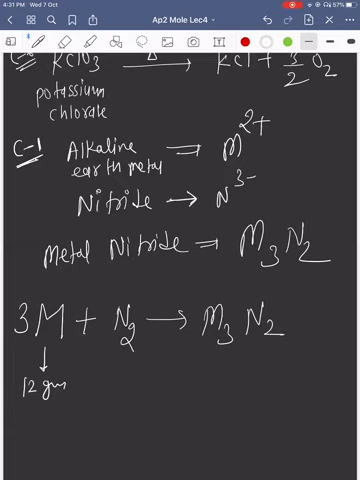 4:31 PM Wed 7 Oct 57%
Ap2 Mole Lec4
KClO₃ —Δ→ KCl + 3/2 O₂
potassium
chlorate
C-1 Alkaline ⇒ M²⁺
earth metal
Nitride → N³⁻
Metal Nitride = M₃N₂
3M + N₂ → M₃N₂
↓
12 gm